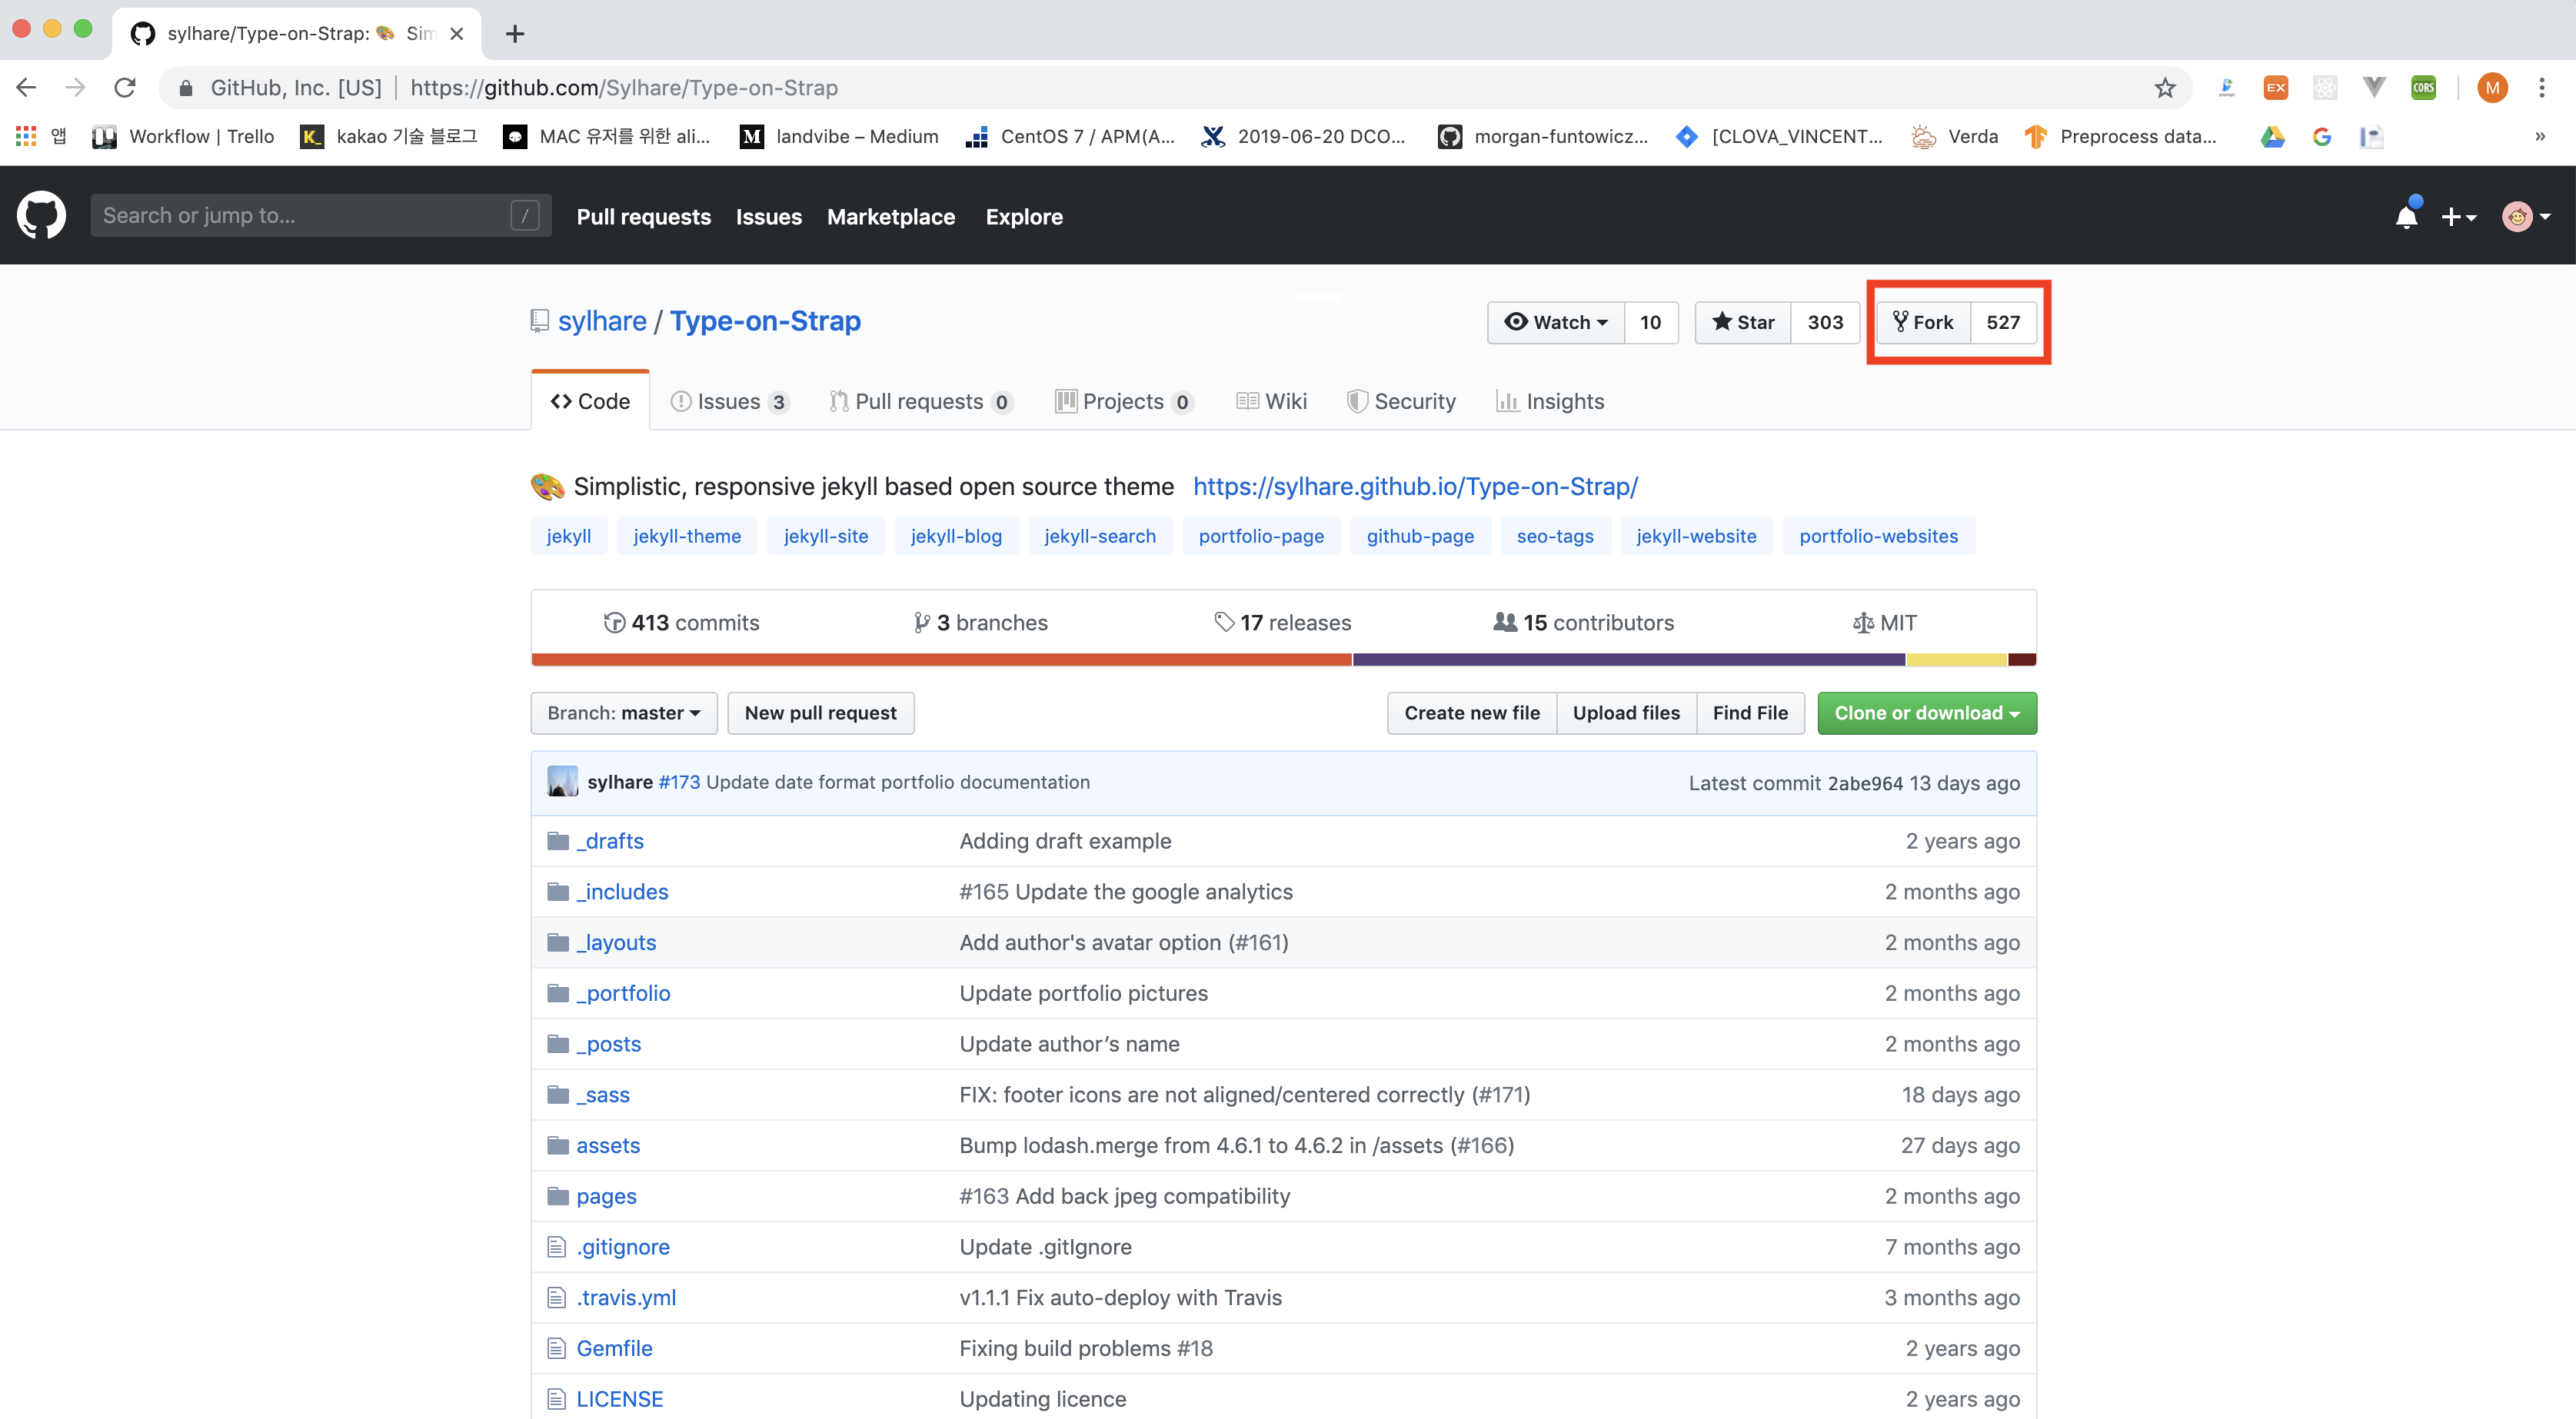 sylhare/Type-on-Strap: 🎨 Sim
GitHub, Inc. [US] | https://github.com/Sylhare/Type-on-Strap
EX CORS M
앱 Workflow | Trello K_ kakao 기술 블로그 MAC 유저를 위한 ali... M landvibe – Medium CentOS 7 / APM(A... 2019-06-20 DCO... morgan-funtowicz... [CLOVA_VINCENT... Verda Preprocess data... »
Search or jump to... / Pull requests Issues Marketplace Explore
sylhare / Type-on-Strap Watch 10 Star 303 Fork 527
Code Issues 3 Pull requests 0 Projects 0 Wiki Security Insights
🎨 Simplistic, responsive jekyll based open source theme https://sylhare.github.io/Type-on-Strap/
jekyll jekyll-theme jekyll-site jekyll-blog jekyll-search portfolio-page github-page seo-tags jekyll-website portfolio-websites
413 commits 3 branches 17 releases 15 contributors MIT
Branch: master New pull request Create new file Upload files Find File Clone or download
sylhare #173 Update date format portfolio documentation Latest commit 2abe964 13 days ago
_drafts Adding draft example 2 years ago
_includes #165 Update the google analytics 2 months ago
_layouts Add author's avatar option (#161) 2 months ago
_portfolio Update portfolio pictures 2 months ago
_posts Update author’s name 2 months ago
_sass FIX: footer icons are not aligned/centered correctly (#171) 18 days ago
assets Bump lodash.merge from 4.6.1 to 4.6.2 in /assets (#166) 27 days ago
pages #163 Add back jpeg compatibility 2 months ago
.gitignore Update .gitIgnore 7 months ago
.travis.yml v1.1.1 Fix auto-deploy with Travis 3 months ago
Gemfile Fixing build problems #18 2 years ago
LICENSE Updating licence 2 years ago